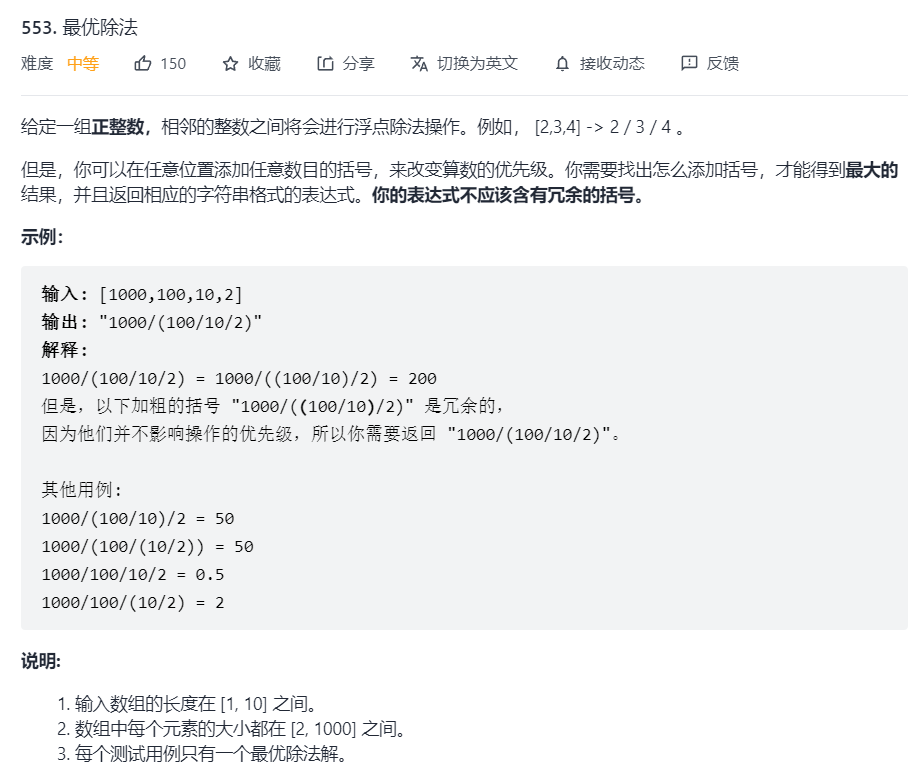 553. 最优除法
难度 中等 150 收藏 分享 切换为英文 接收动态 反馈
给定一组正整数，相邻的整数之间将会进行浮点除法操作。例如， [2,3,4] -> 2 / 3 / 4 。
但是，你可以在任意位置添加任意数目的括号，来改变算数的优先级。你需要找出怎么添加括号，才能得到最大的
结果，并且返回相应的字符串格式的表达式。你的表达式不应该含有冗余的括号。
示例：
输入: [1000,100,10,2]
输出: "1000/(100/10/2)"
解释:
1000/(100/10/2) = 1000/((100/10)/2) = 200
但是，以下加粗的括号 "1000/((100/10)/2)" 是冗余的，
因为他们并不影响操作的优先级，所以你需要返回 "1000/(100/10/2)"。
其他用例:
1000/(100/10)/2 = 50
1000/(100/(10/2)) = 50
1000/100/10/2 = 0.5
1000/100/(10/2) = 2
说明:
1. 输入数组的长度在 [1, 10] 之间。
2. 数组中每个元素的大小都在 [2, 1000] 之间。
3. 每个测试用例只有一个最优除法解。